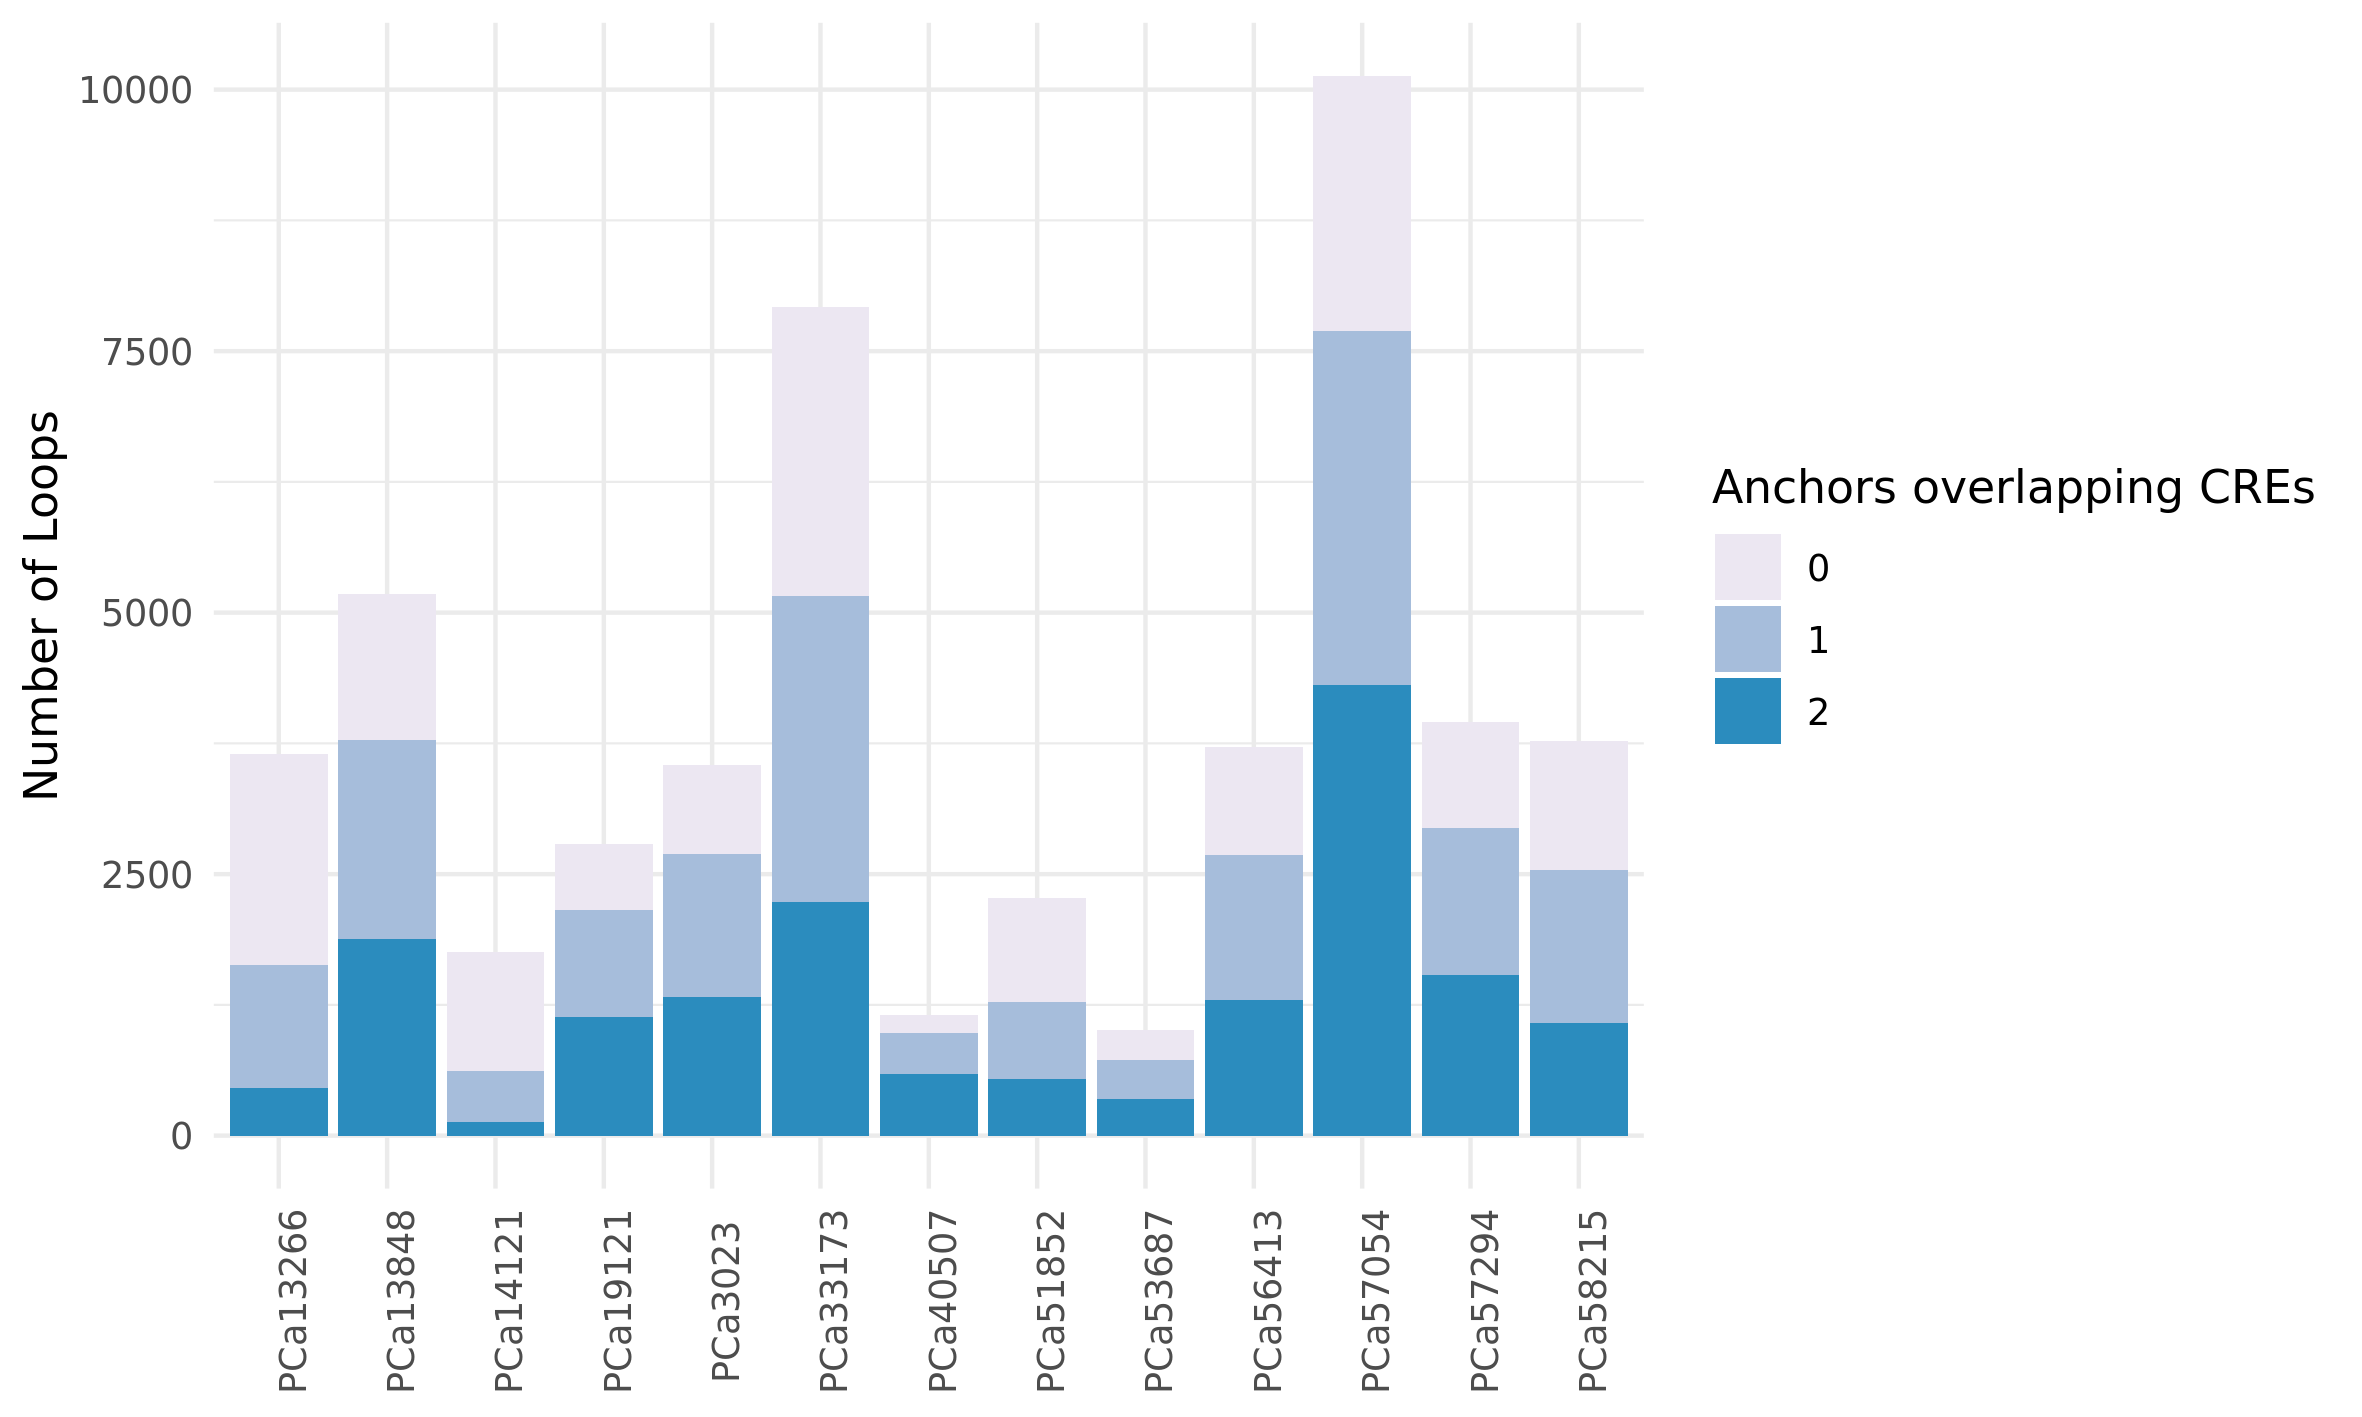 Number of Loops
10000
7500
5000
2500
0
PCa13266
PCa13848
PCa14121
PCa19121
PCa3023
PCa33173
PCa40507
PCa51852
PCa53687
PCa56413
PCa57054
PCa57294
PCa58215
Anchors overlapping CREs
0
1
2